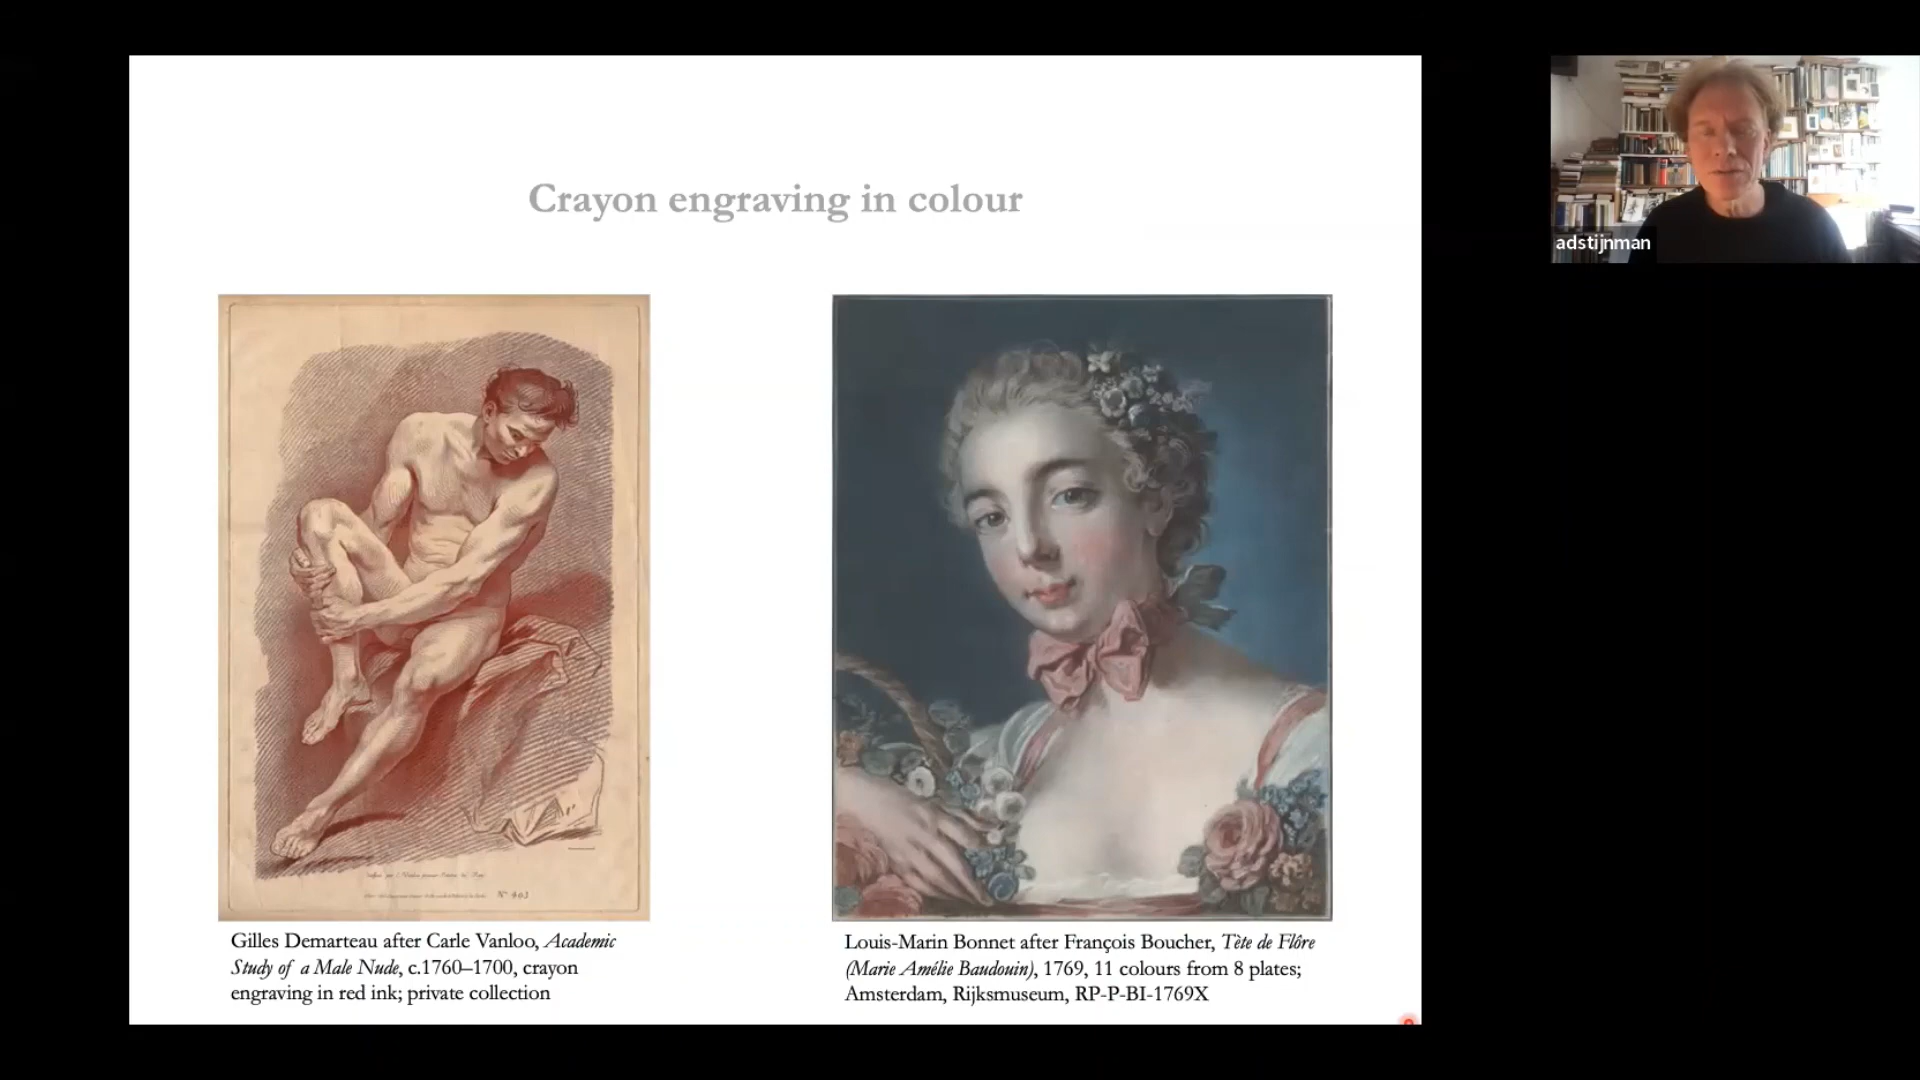 Crayon engraving in colour
adstijnman
Nº 403
Gilles Demarteau after Carle Vanloo, Academic
Study of a Male Nude, c.1760–1700, crayon
engraving in red ink; private collection
Louis-Marin Bonnet after François Boucher, Tète de Flôre
(Marie Amélie Baudouin), 1769, 11 colours from 8 plates;
Amsterdam, Rijksmuseum, RP-P-BI-1769X